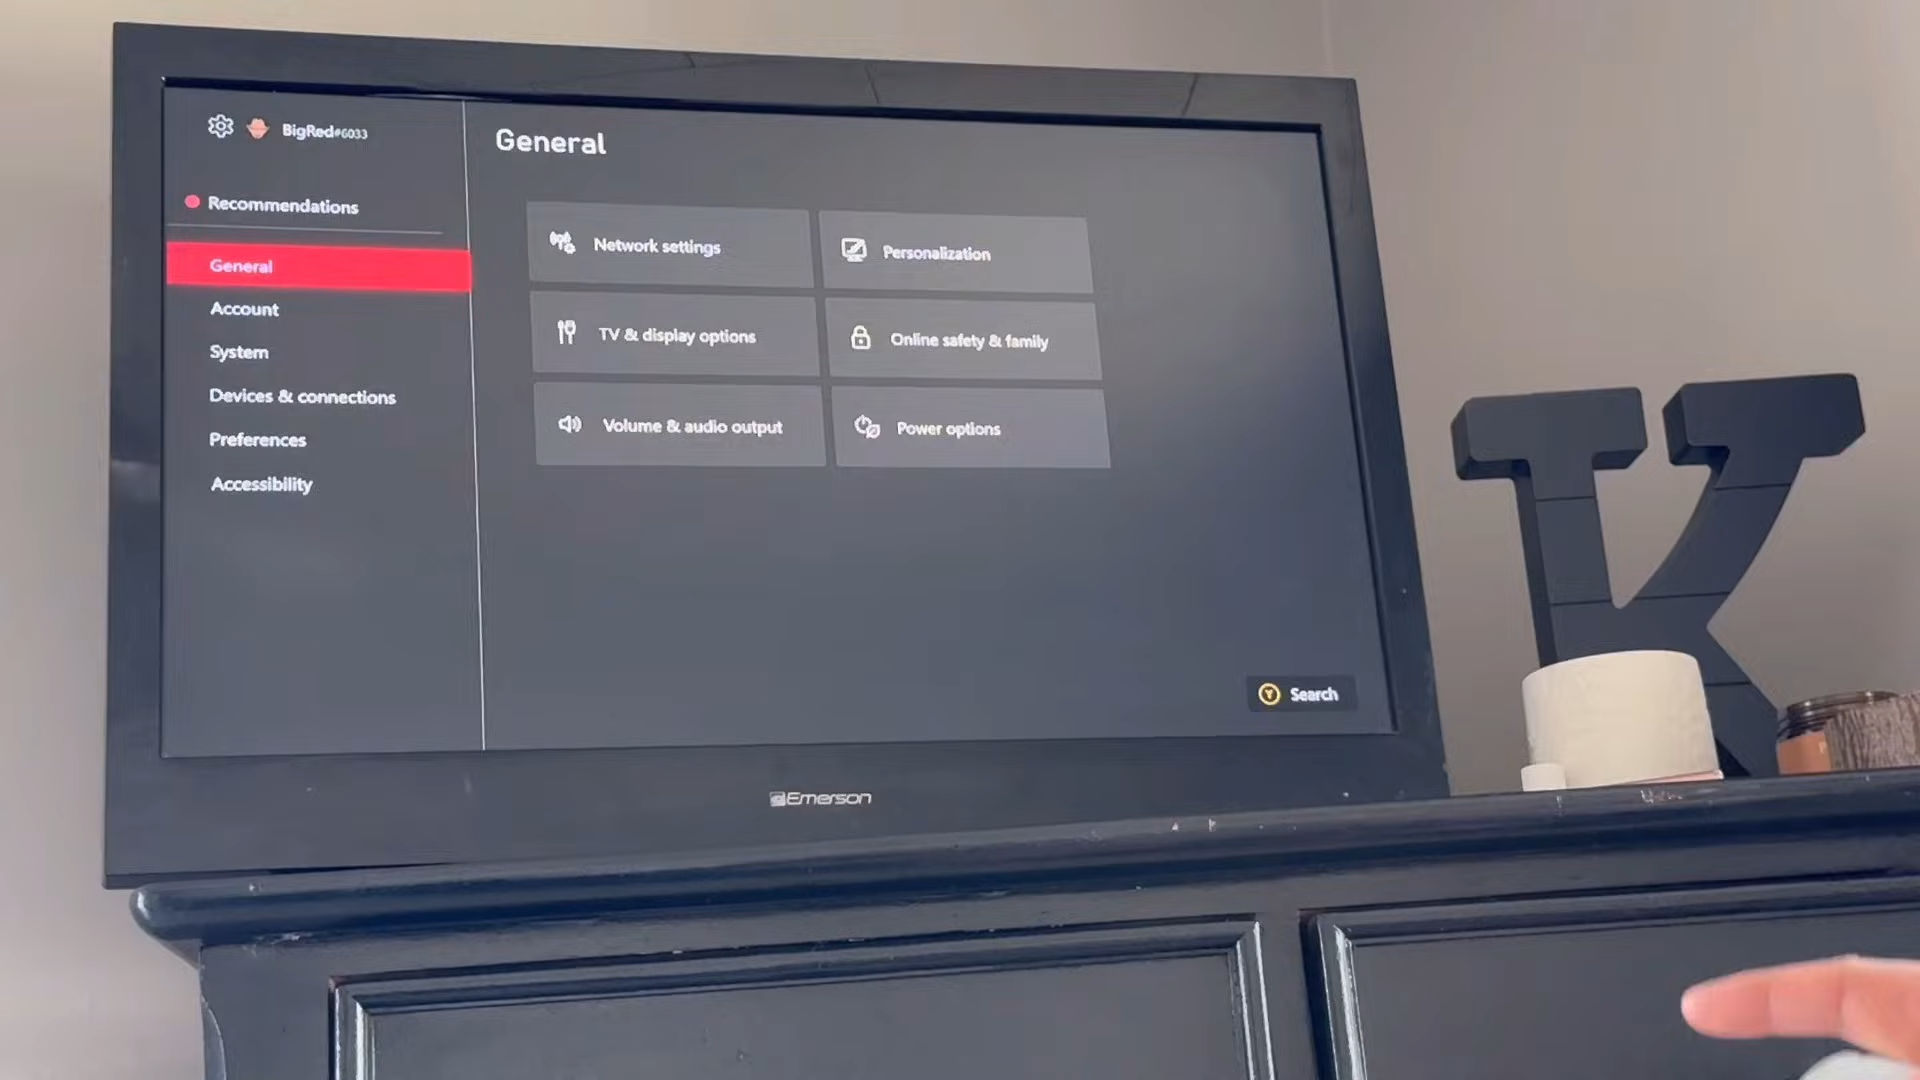 BigRed#6033
Recommendations
General
Account
System
Devices & connections
Preferences
Accessibility
General
Network settings
Personalization
TV & display options
Online safety & family
Volume & audio output
Power options
Y Search
Emerson
K